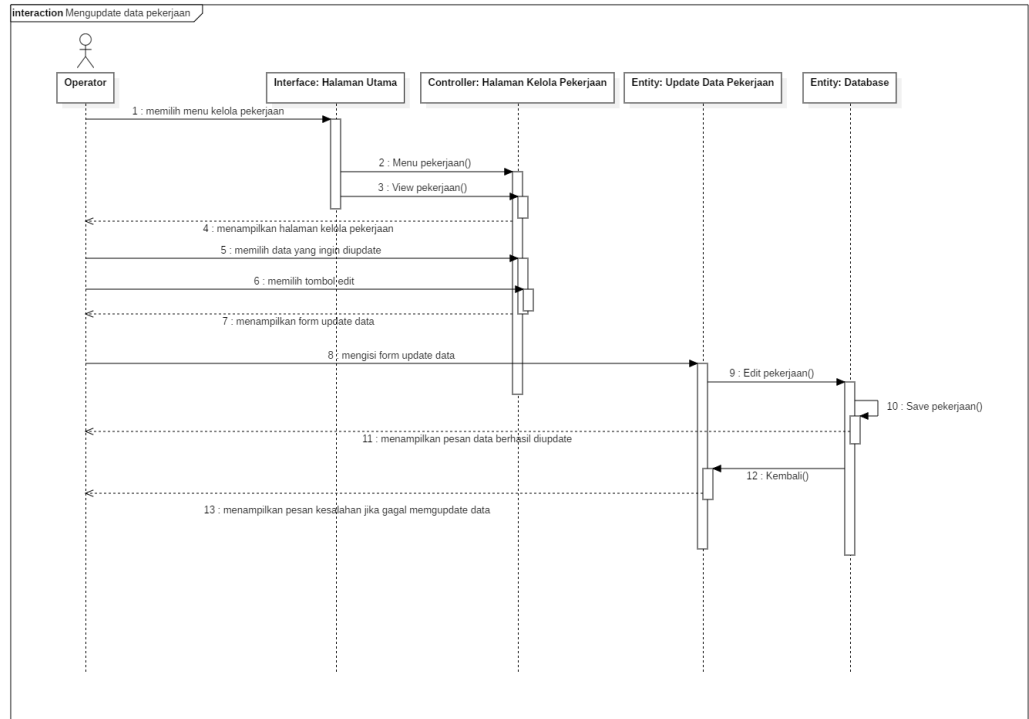 interaction Mengupdate data pekerjaan
Operator
Interface: Halaman Utama
Controller: Halaman Kelola Pekerjaan
Entity: Update Data Pekerjaan
Entity: Database
1 : memilih menu kelola pekerjaan
2 : Menu pekerjaan()
3 : View pekerjaan()
4 : menampilkan halaman kelola pekerjaan
5 : memilih data yang ingin diupdate
6 : memilih tombol edit
7 : menampilkan form update data
8 : mengisi form update data
9 : Edit pekerjaan()
10 : Save pekerjaan()
11 : menampilkan pesan data berhasil diupdate
12 : Kembali()
13 : menampilkan pesan kesalahan jika gagal memgupdate data